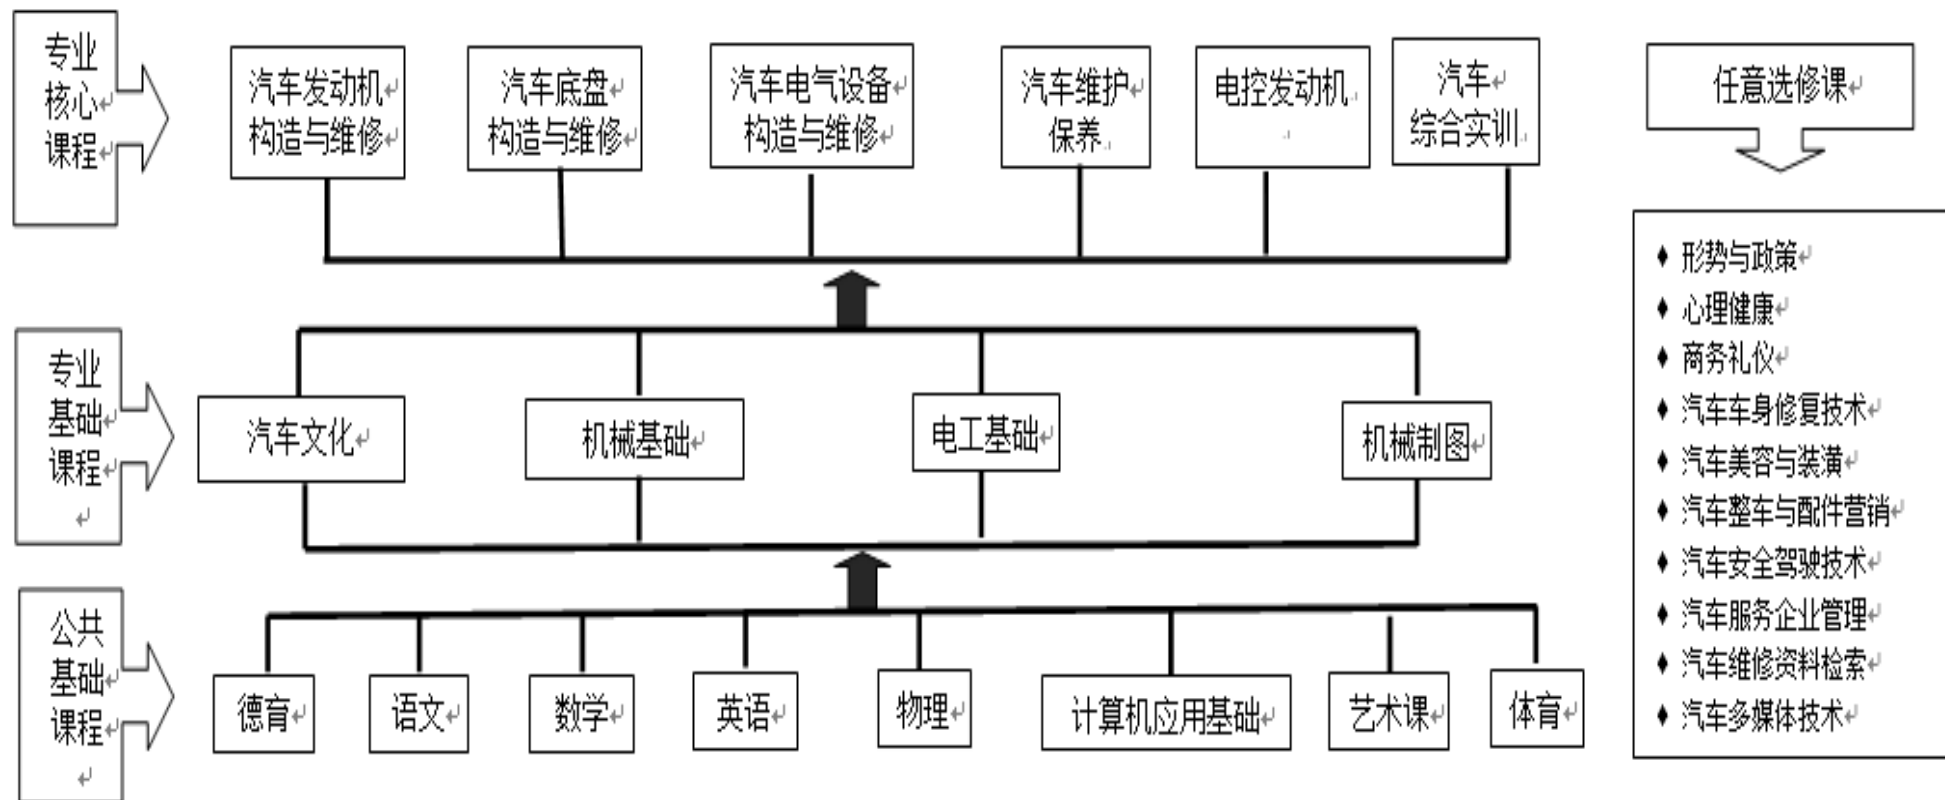 专业
核心
课程
汽车发动机
构造与维修
汽车底盘
构造与维修
汽车电气设备
构造与维修
汽车维护
保养
电控发动机
汽车
综合实训
任意选修课
专业
基础
课程
汽车文化
机械基础
电工基础
机械制图
公共
基础
课程
德育
语文
数学
英语
物理
计算机应用基础
艺术课
体育
♦ 形势与政策
♦ 心理健康
♦ 商务礼仪
♦ 汽车车身修复技术
♦ 汽车美容与装潢
♦ 汽车整车与配件营销
♦ 汽车安全驾驶技术
♦ 汽车服务企业管理
♦ 汽车维修资料检索
♦ 汽车多媒体技术